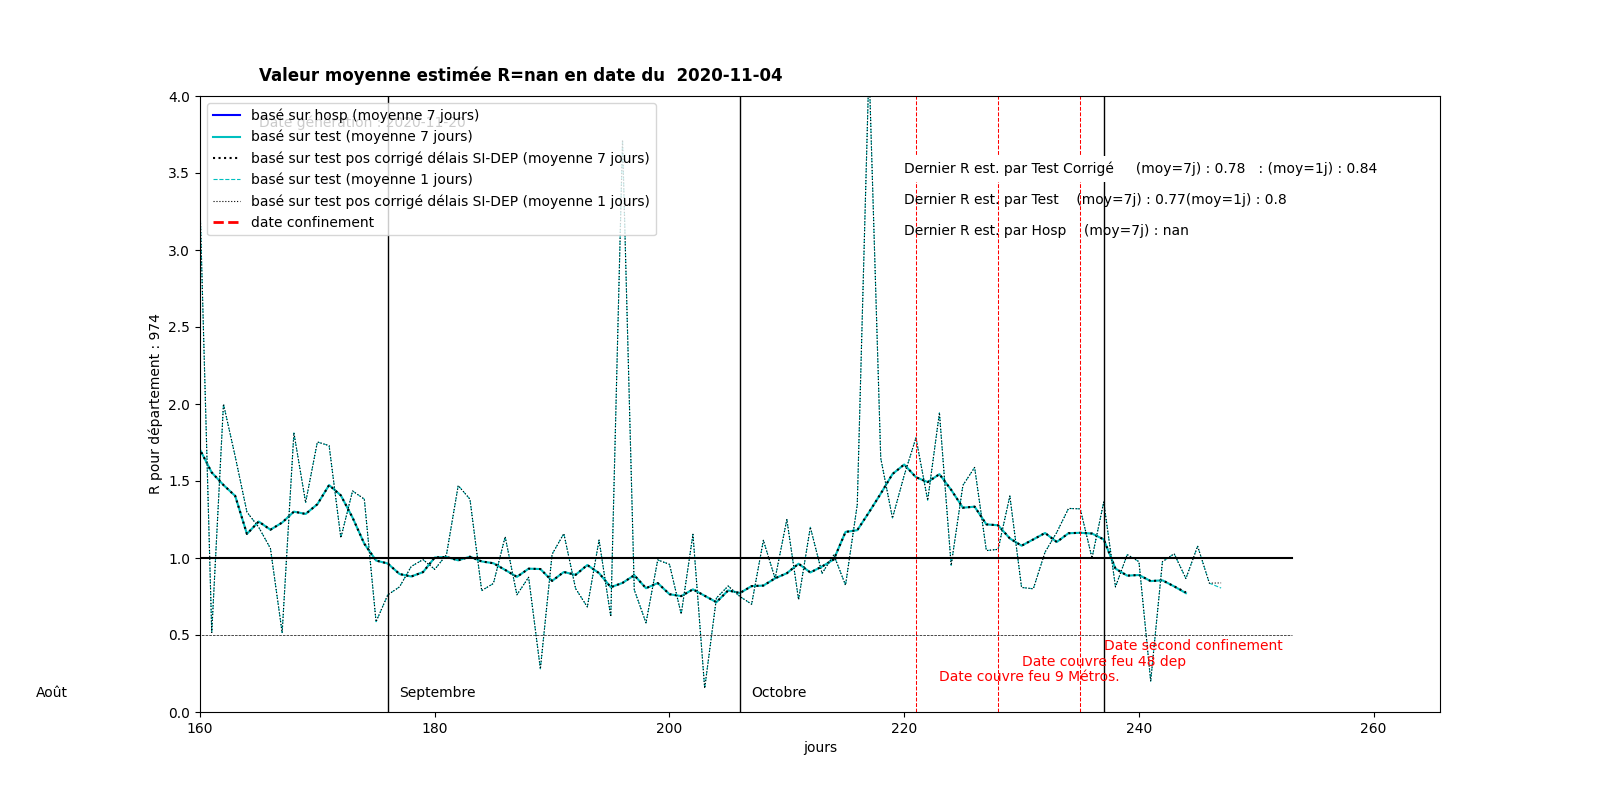 Valeur moyenne estimée R=nan en date du  2020-11-04
Date génération : 2020-11-20
basé sur hosp (moyenne 7 jours)
basé sur test (moyenne 7 jours)
basé sur test pos corrigé délais SI-DEP (moyenne 7 jours)
basé sur test (moyenne 1 jours)
basé sur test pos corrigé délais SI-DEP (moyenne 1 jours)
date confinement
Dernier R est. par Test Corrigé     (moy=7j) : 0.78   : (moy=1j) : 0.84
Dernier R est. par Test    (moy=7j) : 0.77(moy=1j) : 0.8
Dernier R est. par Hosp    (moy=7j) : nan
4.0
3.5
3.0
2.5
2.0
1.5
1.0
0.5
0.0
R pour département : 974
Date second confinement
Date couvre feu 48 dep
Date couvre feu 9 Métros.
Août
Septembre
Octobre
160 180 200 220 240 260
jours